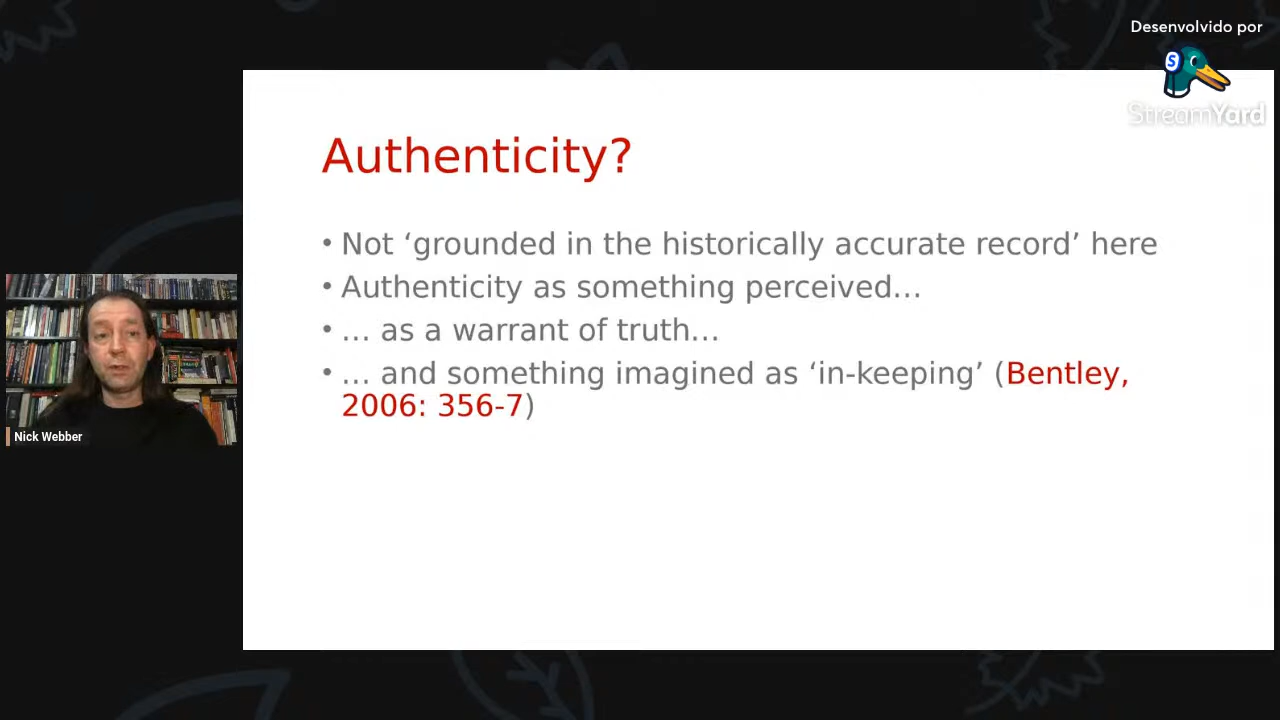 Desenvolvido por
S
StreamYard
Authenticity?
• Not ‘grounded in the historically accurate record’ here
• Authenticity as something perceived…
• … as a warrant of truth…
• … and something imagined as ‘in-keeping’ (Bentley,
2006: 356-7)
Nick Webber